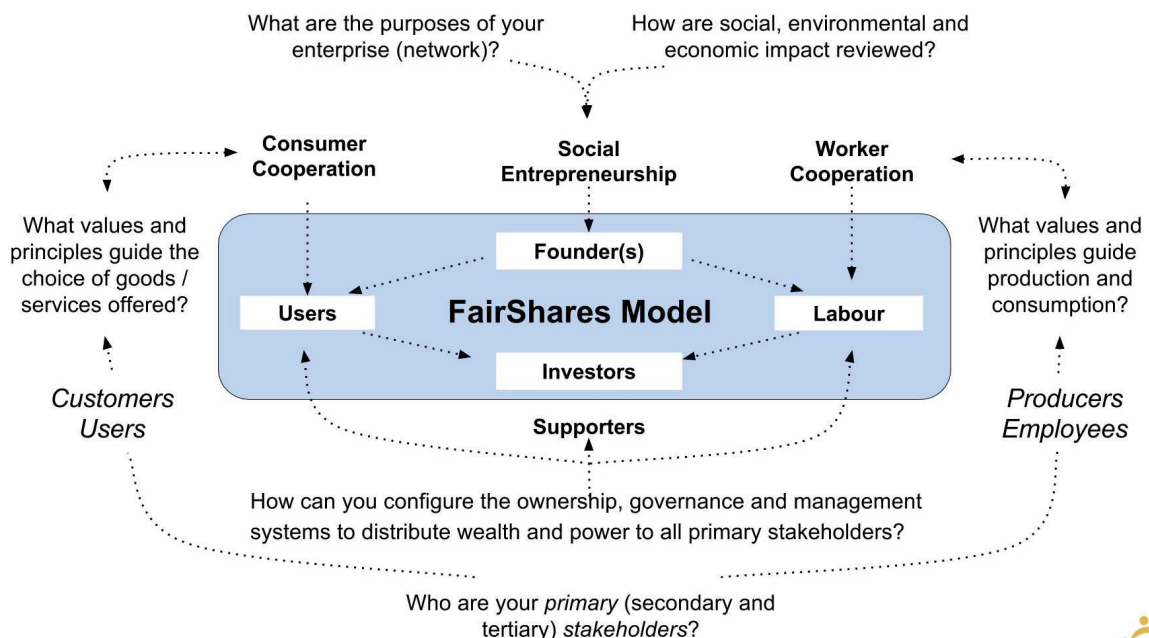 What are the purposes of your
enterprise (network)?
How are social, environmental and
economic impact reviewed?
Consumer
Cooperation
Social
Entrepreneurship
Worker
Cooperation
What values and
principles guide the
choice of goods /
services offered?
What values and
principles guide
production and
consumption?
Founder(s)
Users
FairShares Model
Labour
Investors
Customers
Users
Supporters
Producers
Employees
How can you configure the ownership, governance and management
systems to distribute wealth and power to all primary stakeholders?
Who are your primary (secondary and
tertiary) stakeholders?